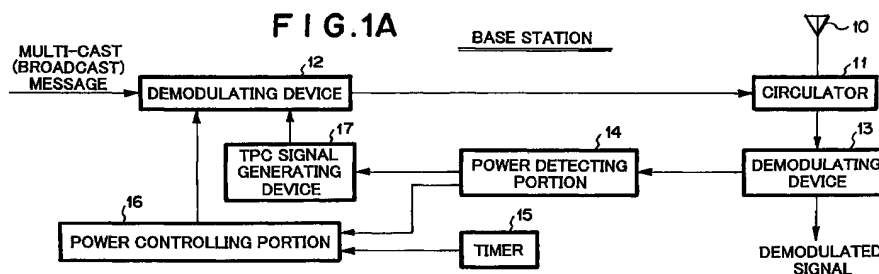 FIG.1A
BASE STATION
10
MULTI-CAST
(BROADCAST)
MESSAGE
12
DEMODULATING DEVICE
11
CIRCULATOR
17
TPC SIGNAL
GENERATING
DEVICE
14
POWER DETECTING
PORTION
13
DEMODULATING
DEVICE
16
POWER CONTROLLING PORTION
15
TIMER
DEMODULATED
SIGNAL